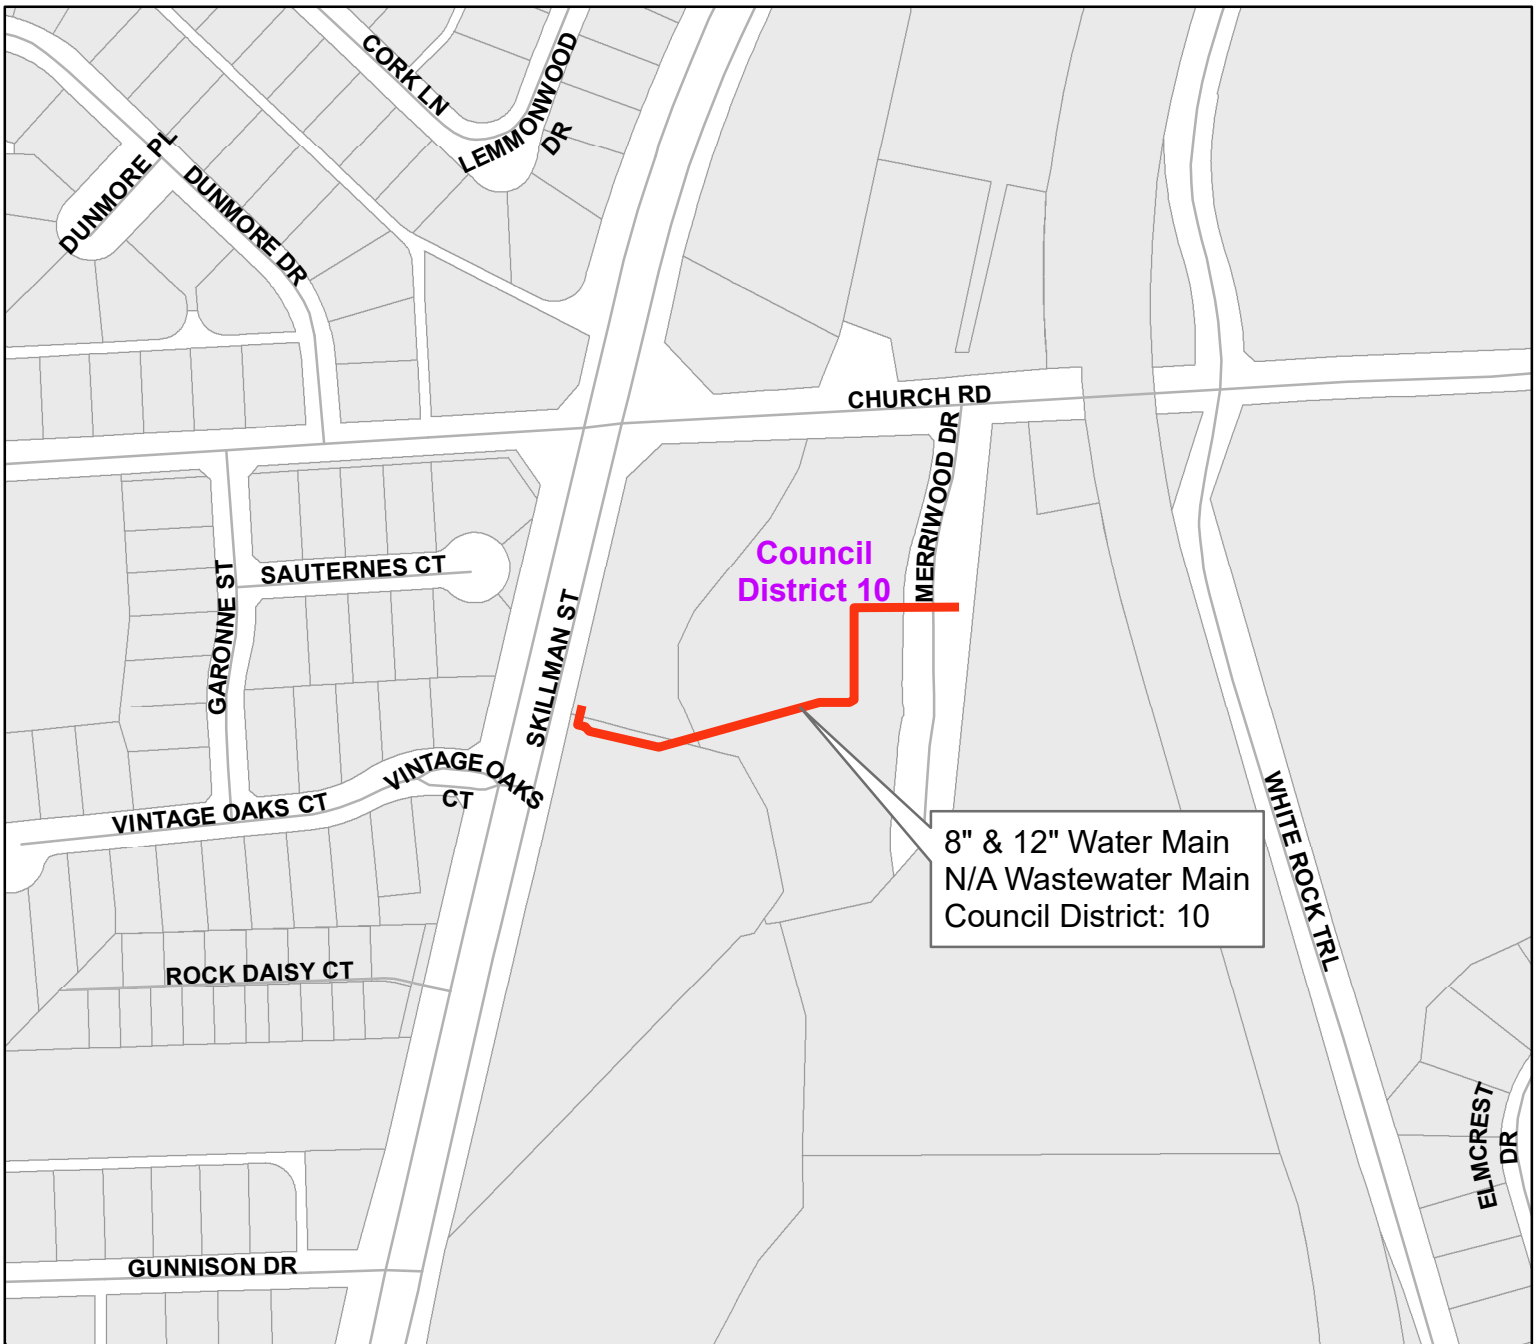 CORK LN
LEMMONWOOD
DR
DUNMORE PL
DUNMORE DR
CHURCH RD
MERRIWOOD DR
Council
District 10
SAUTERNES CT
GARONNE ST
SKILLMAN ST
VINTAGE OAKS
CT
VINTAGE OAKS CT
8" & 12" Water Main
N/A Wastewater Main
Council District: 10
WHITE ROCK TRL
ROCK DAISY CT
ELMCREST
DR
GUNNISON DR